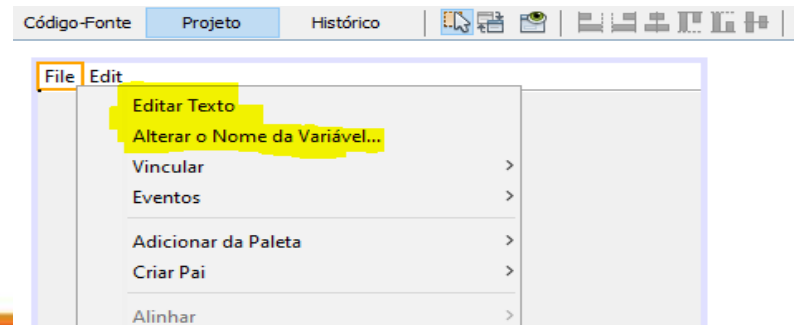 Código-Fonte Projeto Histórico
File Edit
Editar Texto
Alterar o Nome da Variável...
Vincular
Eventos
Adicionar da Paleta
Criar Pai
Alinhar